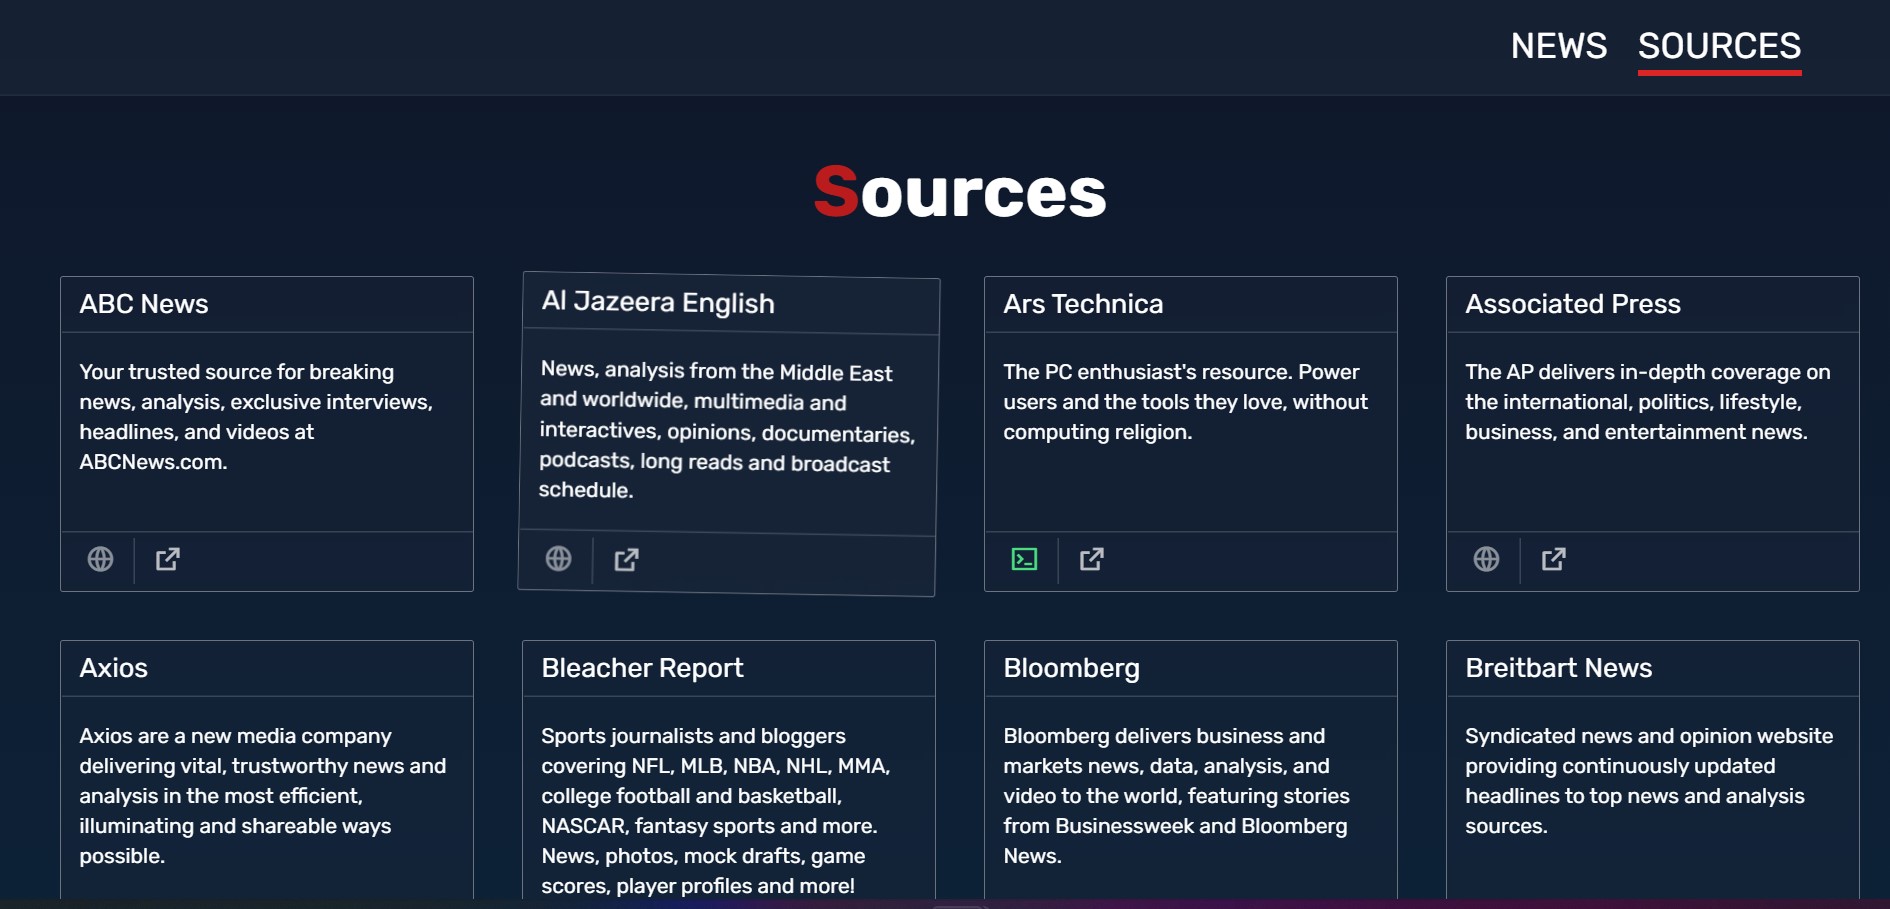 NEWS SOURCES
Sources
ABC News
Your trusted source for breaking
news, analysis, exclusive interviews,
headlines, and videos at
ABCNews.com.
Al Jazeera English
News, analysis from the Middle East
and worldwide, multimedia and
interactives, opinions, documentaries,
podcasts, long reads and broadcast
schedule.
Ars Technica
The PC enthusiast's resource. Power
users and the tools they love, without
computing religion.
Associated Press
The AP delivers in-depth coverage on
the international, politics, lifestyle,
business, and entertainment news.
Axios
Axios are a new media company
delivering vital, trustworthy news and
analysis in the most efficient,
illuminating and shareable ways
possible.
Bleacher Report
Sports journalists and bloggers
covering NFL, MLB, NBA, NHL, MMA,
college football and basketball,
NASCAR, fantasy sports and more.
News, photos, mock drafts, game
scores, player profiles and more!
Bloomberg
Bloomberg delivers business and
markets news, data, analysis, and
video to the world, featuring stories
from Businessweek and Bloomberg
News.
Breitbart News
Syndicated news and opinion website
providing continuously updated
headlines to top news and analysis
sources.